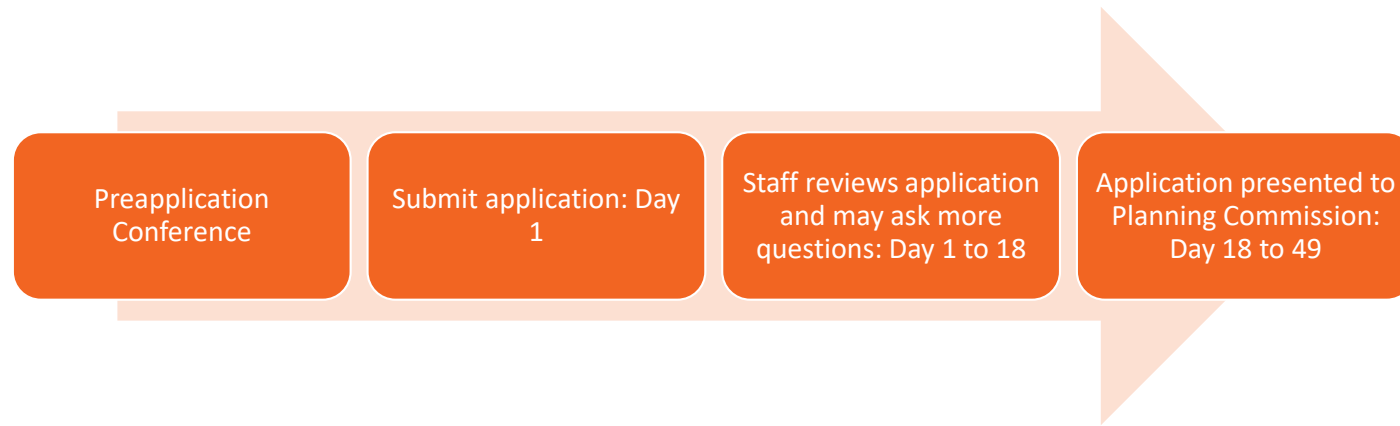 Preapplication
Conference
Submit application: Day
1
Staff reviews application
and may ask more
questions: Day 1 to 18
Application presented to
Planning Commission:
Day 18 to 49